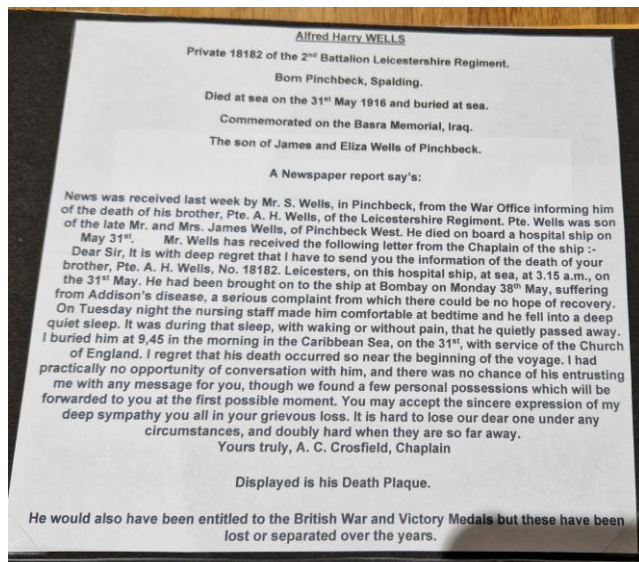 Alfred Harry WELLS
Private 18182 of the 2nd Battalion Leicestershire Regiment.
Born Pinchbeck, Spalding.
Died at sea on the 31st May 1916 and buried at sea.
Commemorated on the Basra Memorial, Iraq.
The son of James and Eliza Wells of Pinchbeck.
A Newspaper report say's:
News was received last week by Mr. S. Wells, in Pinchbeck, from the War Office informing him
of the death of his brother, Pte. A. H. Wells, of the Leicestershire Regiment. Pte. Wells was son
of the late Mr. and Mrs. James Wells, of Pinchbeck West. He died on board a hospital ship on
May 31st. Mr. Wells has received the following letter from the Chaplain of the ship :-
Dear Sir, It is with deep regret that I have to send you the information of the death of your
brother, Pte. A. H. Wells, No. 18182. Leicesters, on this hospital ship, at sea, at 3.15 a.m., on
the 31st May. He had been brought on to the ship at Bombay on Monday 38th May, suffering
from Addison's disease, a serious complaint from which there could be no hope of recovery.
On Tuesday night the nursing staff made him comfortable at bedtime and he fell into a deep
quiet sleep. It was during that sleep, with waking or without pain, that he quietly passed away.
I buried him at 9,45 in the morning in the Caribbean Sea, on the 31st, with service of the Church
of England. I regret that his death occurred so near the beginning of the voyage. I had
practically no opportunity of conversation with him, and there was no chance of his entrusting
me with any message for you, though we found a few personal possessions which will be
forwarded to you at the first possible moment. You may accept the sincere expression of my
deep sympathy you all in your grievous loss. It is hard to lose our dear one under any
circumstances, and doubly hard when they are so far away.
Yours truly, A. C. Crosfield, Chaplain
Displayed is his Death Plaque.
He would also have been entitled to the British War and Victory Medals but these have been
lost or separated over the years.